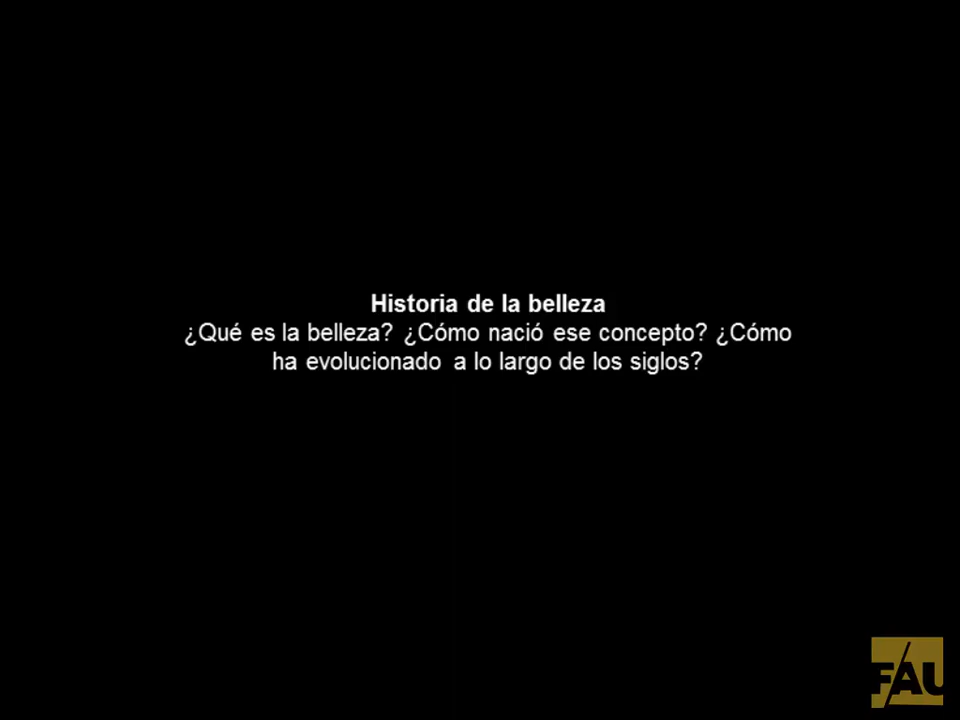 Historia de la belleza
¿Qué es la belleza? ¿Cómo nació ese concepto? ¿Cómo
ha evolucionado a lo largo de los siglos?
FAU